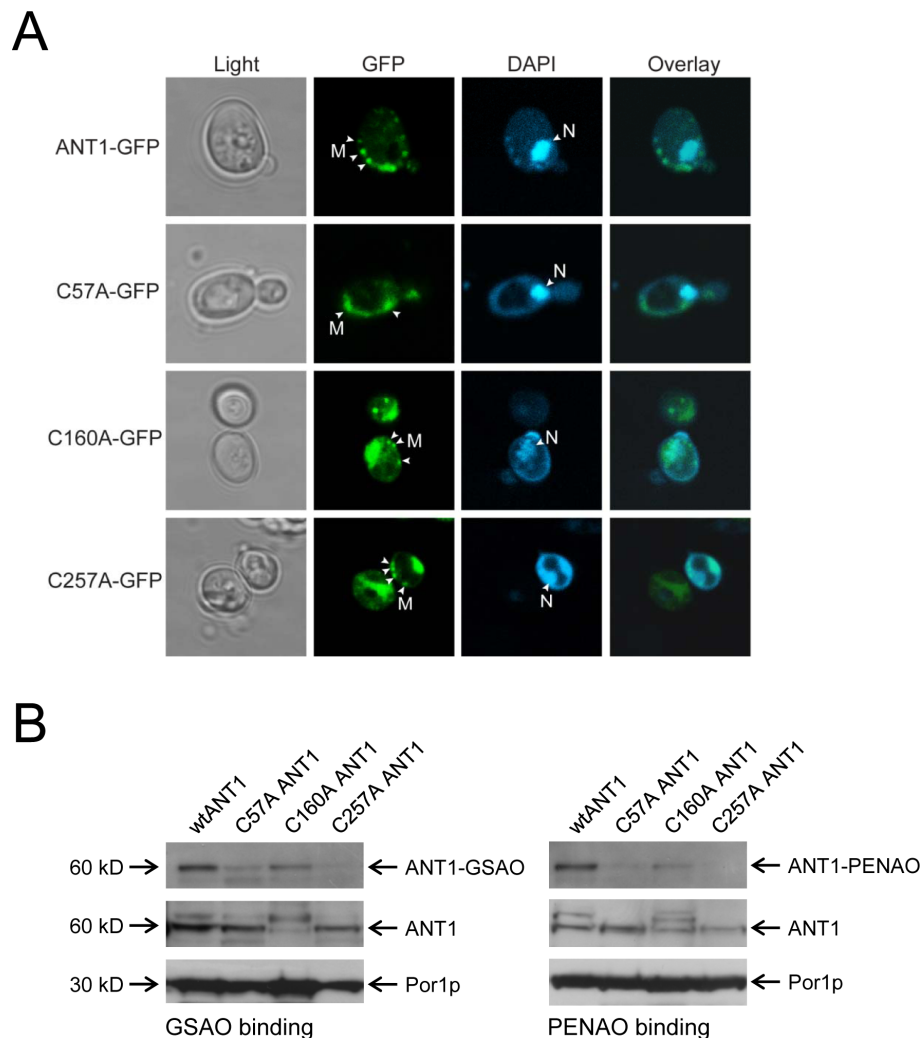 A
Light GFP DAPI Overlay
ANT1-GFP M N
C57A-GFP M N
C160A-GFP M N
C257A-GFP M N
B
wtANT1 C57A ANT1 C160A ANT1 C257A ANT1 wtANT1 C57A ANT1 C160A ANT1 C257A ANT1
60 kD ANT1-GSAO ANT1-PENAO
60 kD ANT1 ANT1
30 kD Por1p Por1p
GSAO binding PENAO binding